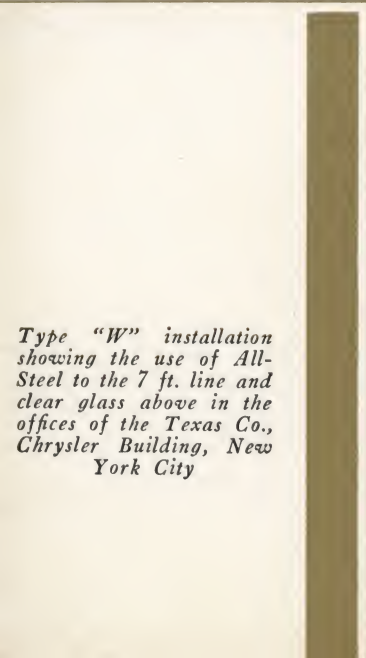 Type "W" installation
showing the use of All-
Steel to the 7 ft. line and
clear glass above in the
offices of the Texas Co.,
Chrysler Building, New
York City